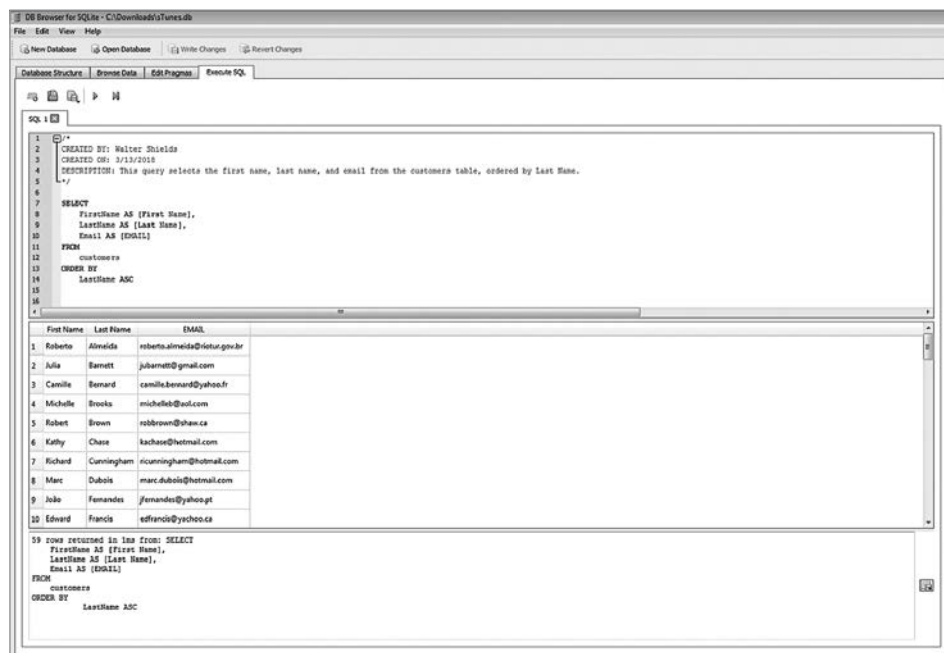 DB Browser for SQLite - C:\Downloads\sTunes.db
File Edit View Help
New Database Open Database Write Changes Revert Changes
Database Structure Browse Data Edit Pragmas Execute SQL
SQL 1
1 /*
2 CREATED BY: Walter Shields
3 CREATED ON: 3/13/2018
4 DESCRIPTION: This query selects the first name, last name, and email from the customers table, ordered by Last Name.
5 */
6
7 SELECT
8 FirstName AS [First Name],
9 LastName AS [Last Name],
10 Email AS [EMAIL]
11 FROM
12 customers
13 ORDER BY
14 LastName ASC
15
16
First Name Last Name EMAIL
1 Roberto Almeida roberto.almeida@riotur.gov.br
2 Julia Barnett jubarnett@gmail.com
3 Camille Bernard camille.bernard@yahoo.fr
4 Michelle Brooks michelleb@aol.com
5 Robert Brown robbrown@shaw.ca
6 Kathy Chase kachase@hotmail.com
7 Richard Cunningham ricunningham@hotmail.com
8 Marc Dubois marc.dubois@hotmail.com
9 João Fernandes jfernandes@yahoo.pt
10 Edward Francis edfrancis@yachoo.ca
59 rows returned in 1ms from: SELECT
FirstName AS [First Name],
LastName AS [Last Name],
Email AS [EMAIL]
FROM
customers
ORDER BY
LastName ASC